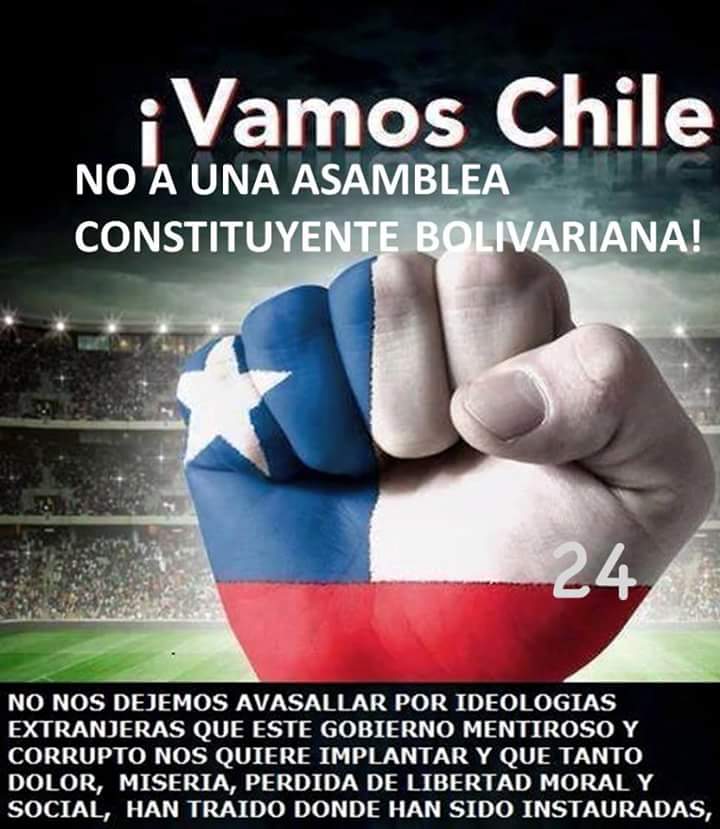 ¡Vamos Chile
NO A UNA ASAMBLEA
CONSTITUYENTE BOLIVARIANA!
24
NO NOS DEJEMOS AVASALLAR POR IDEOLOGIAS
EXTRANJERAS QUE ESTE GOBIERNO MENTIROSO Y
CORRUPTO NOS QUIERE IMPLANTAR Y QUE TANTO
DOLOR, MISERIA, PERDIDA DE LIBERTAD MORAL Y
SOCIAL, HAN TRAIDO DONDE HAN SIDO INSTAURADAS,